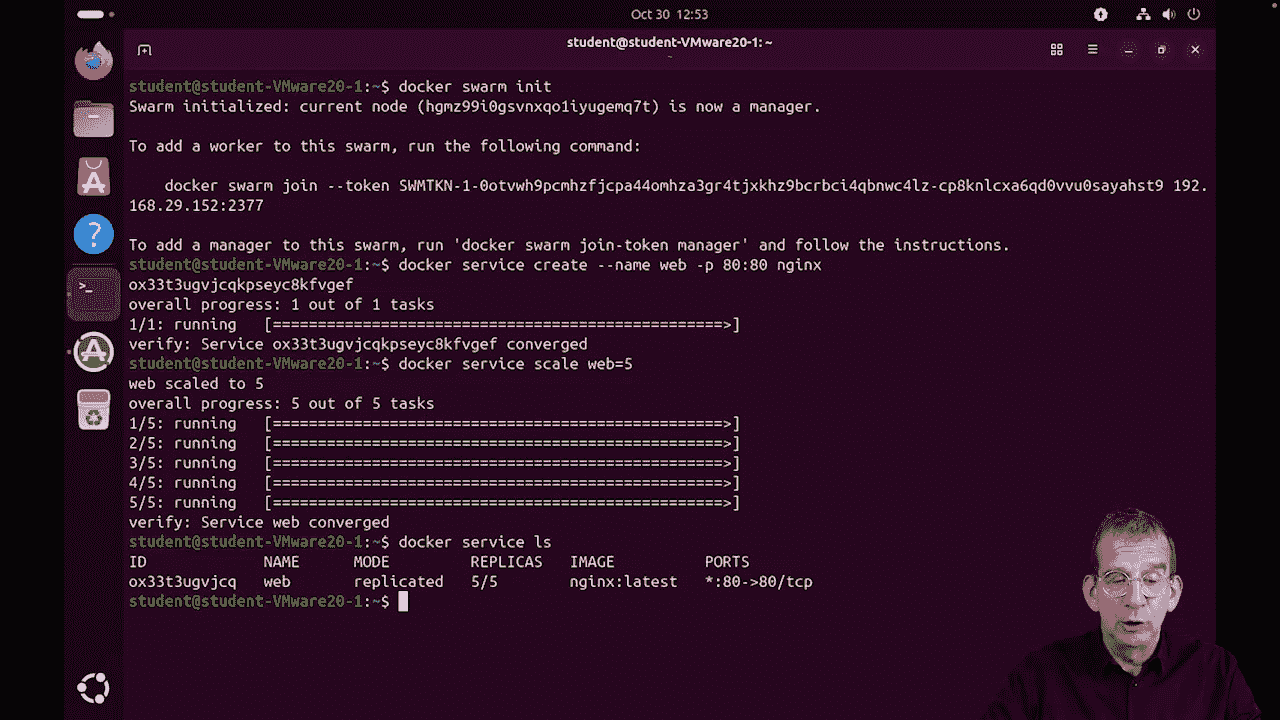 Oct 30 12:53
student@student-VMware20-1: ~
student@student-VMware20-1:~$ docker swarm init
Swarm initialized: current node (hgmz99i0gsvnxqo1iyugemq7t) is now a manager.
To add a worker to this swarm, run the following command:
docker swarm join --token SWMTKN-1-0otvwh9pcmhzfjcpa44omhza3gr4tjxkhz9bcrbci4qbnwc4lz-cp8knlcxa6qd0vvu0sayahst9 192.
168.29.152:2377
To add a manager to this swarm, run 'docker swarm join-token manager' and follow the instructions.
student@student-VMware20-1:~$ docker service create --name web -p 80:80 nginx
ox33t3ugvjcqkpseyc8kfvgef
overall progress: 1 out of 1 tasks
1/1: running   [==================================================>]
verify: Service ox33t3ugvjcqkpseyc8kfvgef converged
student@student-VMware20-1:~$ docker service scale web=5
web scaled to 5
overall progress: 5 out of 5 tasks
1/5: running   [==================================================>]
2/5: running   [==================================================>]
3/5: running   [==================================================>]
4/5: running   [==================================================>]
5/5: running   [==================================================>]
verify: Service web converged
student@student-VMware20-1:~$ docker service ls
ID             NAME      MODE         REPLICAS   IMAGE          PORTS
ox33t3ugvjcq   web       replicated   5/5        nginx:latest   *:80->80/tcp
student@student-VMware20-1:~$